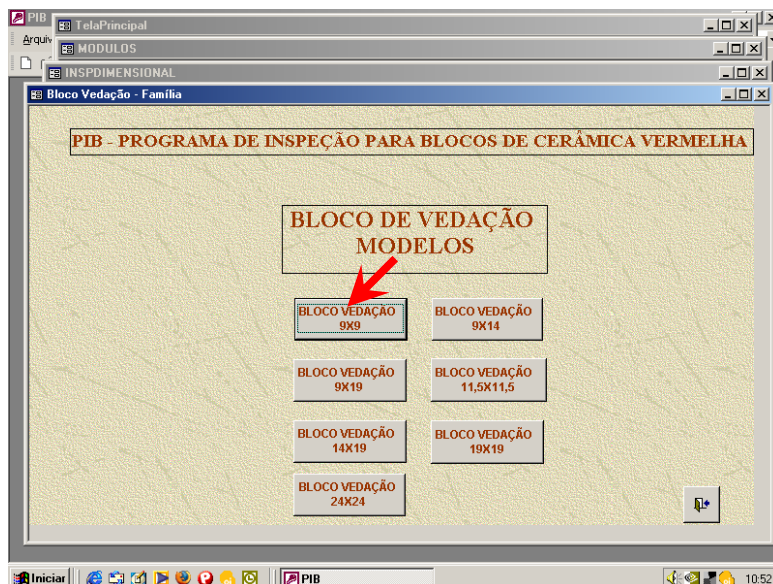 PIB
TelaPrincipal
Arquiv
MODULOS
INSPDIMENSIONAL
Bloco Vedação - Família
PIB - PROGRAMA DE INSPEÇÃO PARA BLOCOS DE CERÂMICA VERMELHA
BLOCO DE VEDAÇÃO
MODELOS
BLOCO VEDAÇÃO
9X9
BLOCO VEDAÇÃO
9X14
BLOCO VEDAÇÃO
9X19
BLOCO VEDAÇÃO
11,5X11,5
BLOCO VEDAÇÃO
14X19
BLOCO VEDAÇÃO
19X19
BLOCO VEDAÇÃO
24X24
Iniciar
PIB
10:52